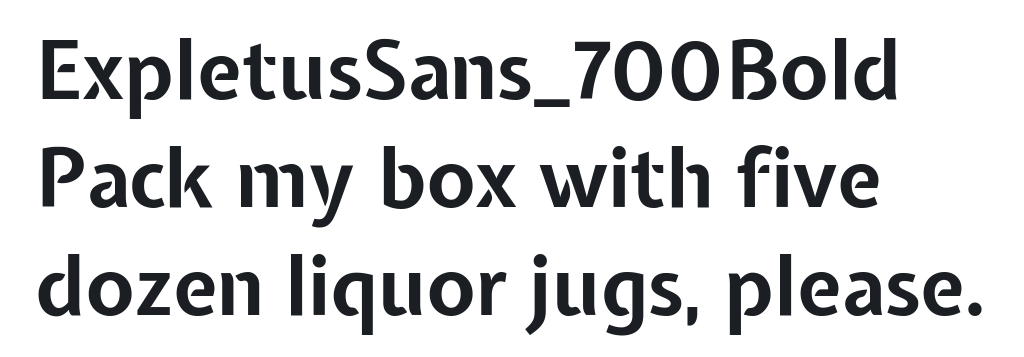 ExpletusSans_700Bold
Pack my box with five
dozen liquor jugs, please.